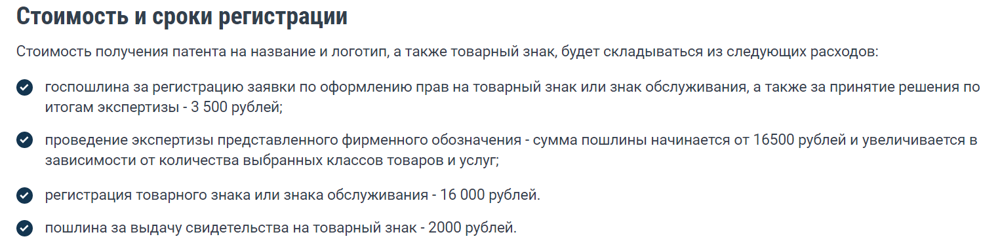 Стоимость и сроки регистрации
Стоимость получения патента на название и логотип, а также товарный знак, будет складываться из следующих расходов:
госпошлина за регистрацию заявки по оформлению прав на товарный знак или знак обслуживания, а также за принятие решения по
итогам экспертизы - 3 500 рублей;
проведение экспертизы представленного фирменного обозначения - сумма пошлины начинается от 16500 рублей и увеличивается в
зависимости от количества выбранных классов товаров и услуг;
регистрация товарного знака или знака обслуживания - 16 000 рублей.
пошлина за выдачу свидетельства на товарный знак - 2000 рублей.